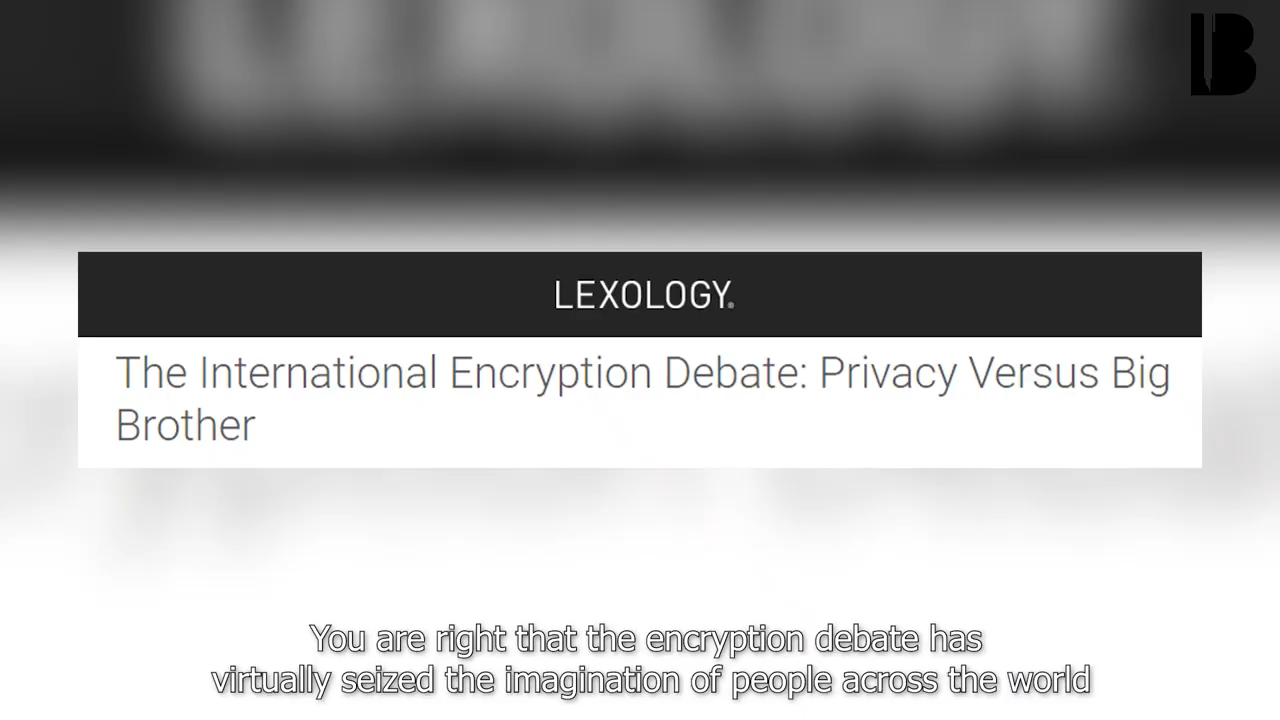 LEXOLOGY
The International Encryption Debate: Privacy Versus Big
Brother
You are right that the encryption debate has
virtually seized the imagination of people across the world